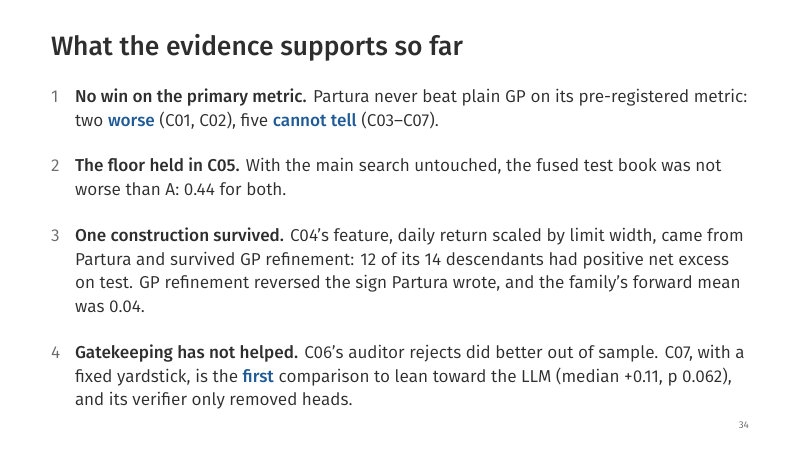 What the evidence supports so far
1 No win on the primary metric. Partura never beat plain GP on its pre-registered metric:
two worse (C01, C02), five cannot tell (C03–C07).
2 The floor held in C05. With the main search untouched, the fused test book was not
worse than A: 0.44 for both.
3 One construction survived. C04’s feature, daily return scaled by limit width, came from
Partura and survived GP refinement: 12 of its 14 descendants had positive net excess
on test. GP refinement reversed the sign Partura wrote, and the family’s forward mean
was 0.04.
4 Gatekeeping has not helped. C06’s auditor rejects did better out of sample. C07, with a
fixed yardstick, is the first comparison to lean toward the LLM (median +0.11, p 0.062),
and its verifier only removed heads.
34